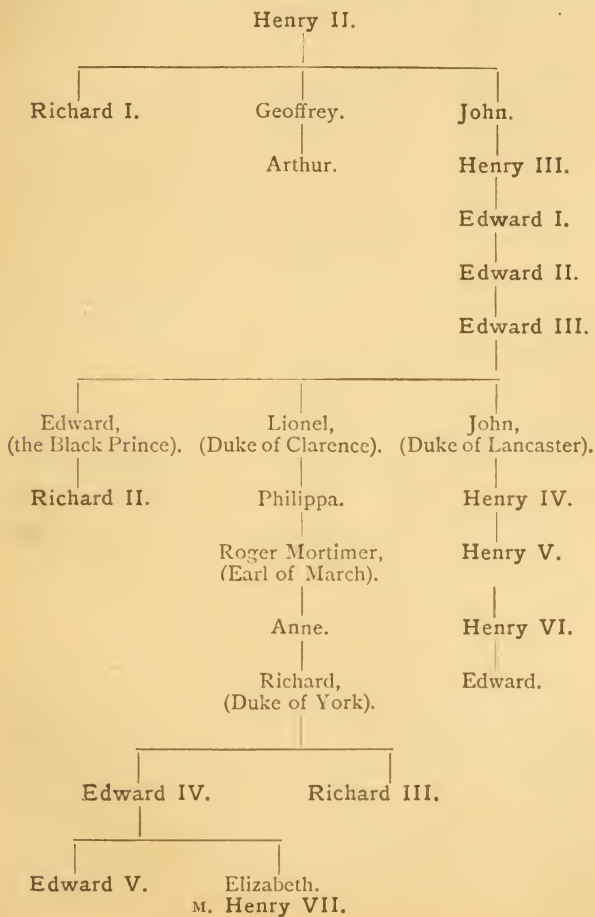 Henry II.
Richard I. Geoffrey. John.
Arthur. Henry III.
Edward I.
Edward II.
Edward III.
Edward, Lionel, John,
(the Black Prince). (Duke of Clarence). (Duke of Lancaster).
Richard II. Philippa. Henry IV.
Roger Mortimer, Henry V.
(Earl of March).
Anne. Henry VI.
Richard, Edward.
(Duke of York).
Edward IV. Richard III.
Edward V. Elizabeth.
M. Henry VII.